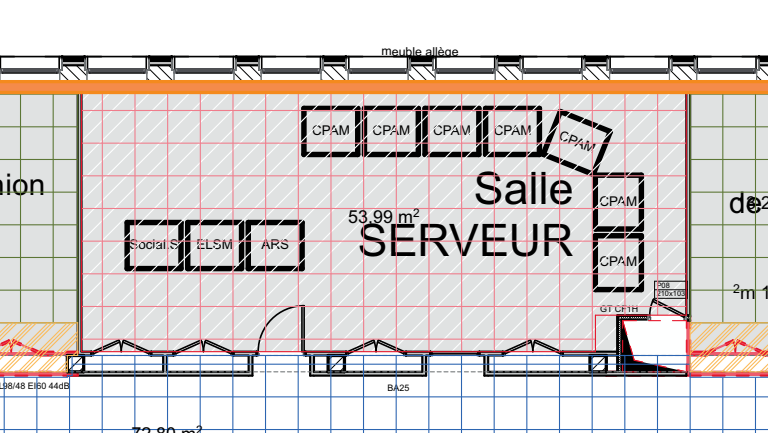 meuble allège
CPAM CPAM CPAM CPAM CPAM
nion
Salle
CPAM
53,99 m²
SERVEUR
de
Social.S ELSM ARS
CPAM
P08
210x103
²m 1
GT CF1H
L98/48 EI60 44dB
BA25
72,80 m²